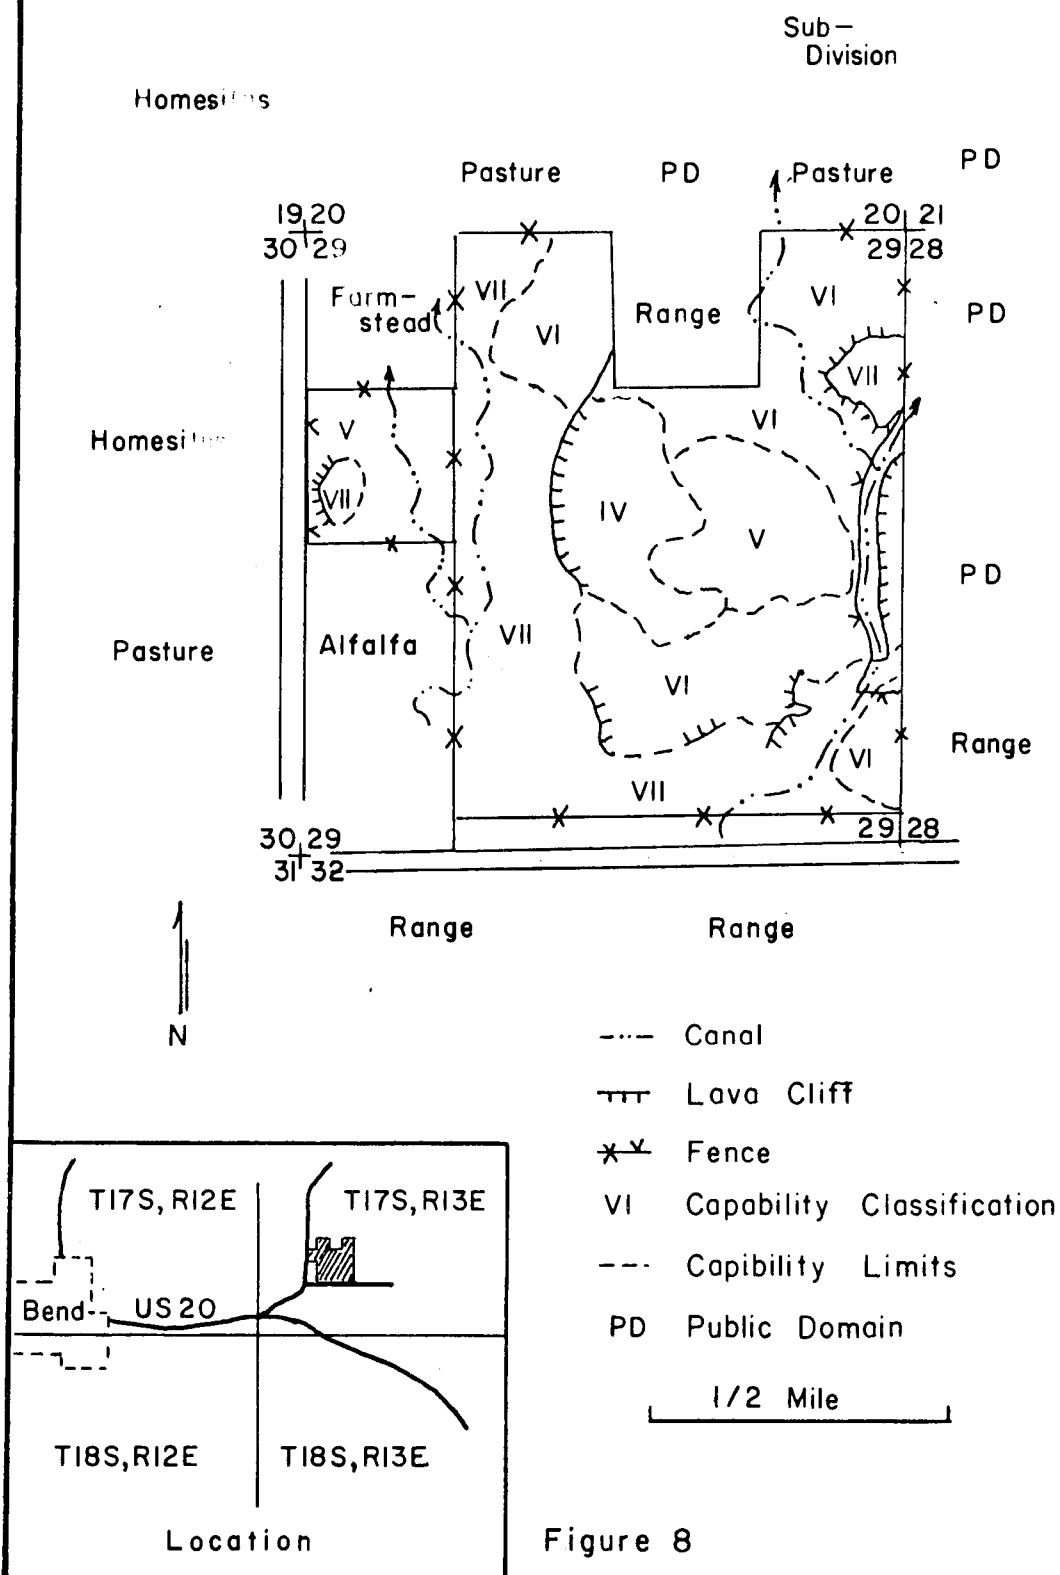 Sub-
Division
Homesites
Pasture PD Pasture PD
19 20
30 29
20 21
29 28
Farm-
stead
VII
VI
Range
VI
PD
VII
V
VII
Homesites
VI
IV
V
PD
Pasture
Alfalfa
VII
VI
VI
Range
VII
30 29
31 32
29 28
Range Range
N
Canal
Lava Cliff
Fence
VI Capability Classification
Capibility Limits
PD Public Domain
1/2 Mile
T17S, R12E T17S, R13E
Bend US 20
T18S, R12E T18S, R13E
Location
Figure 8